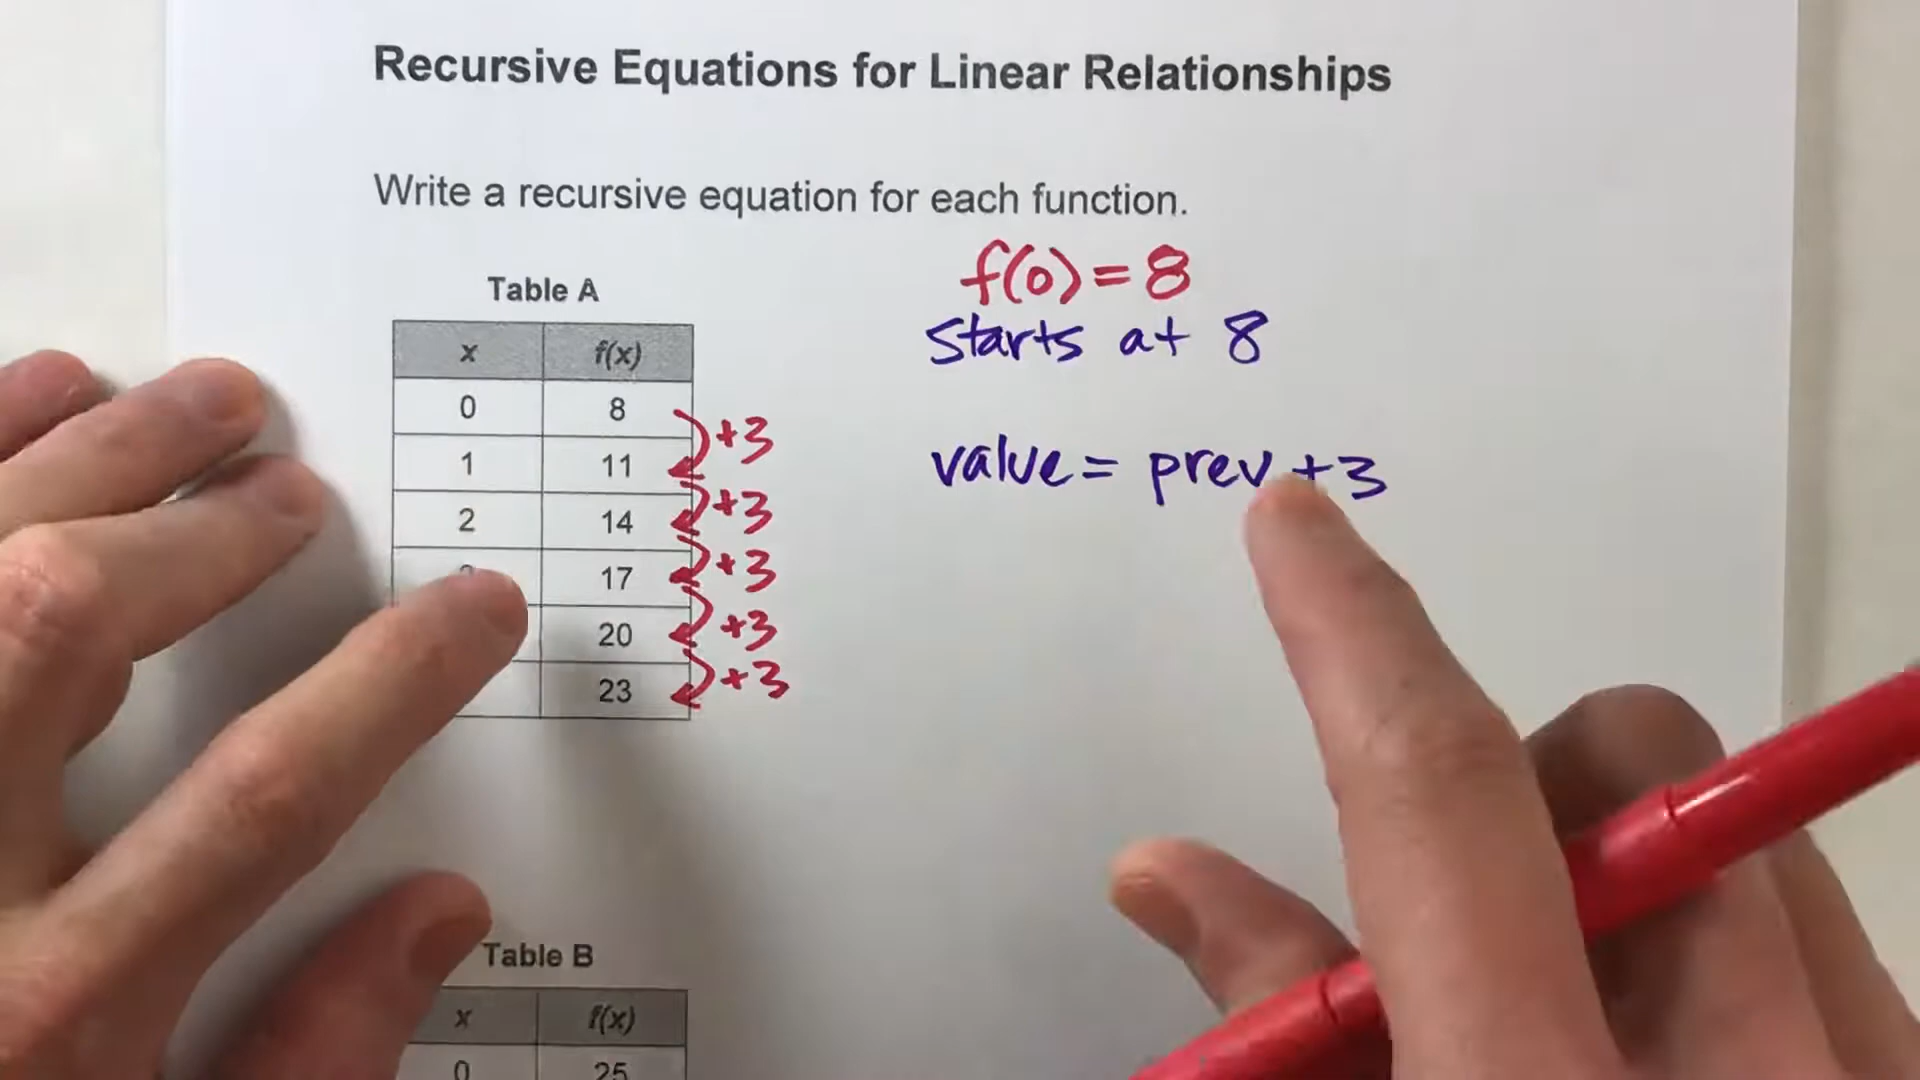 Recursive Equations for Linear Relationships
Write a recursive equation for each function.
f(0) = 8
starts at 8
value = prev +3
Table A
x f(x)
0 8
1 11
2 14
17
20
23
+3
+3
+3
+3
+3
Table B
x f(x)
0 25